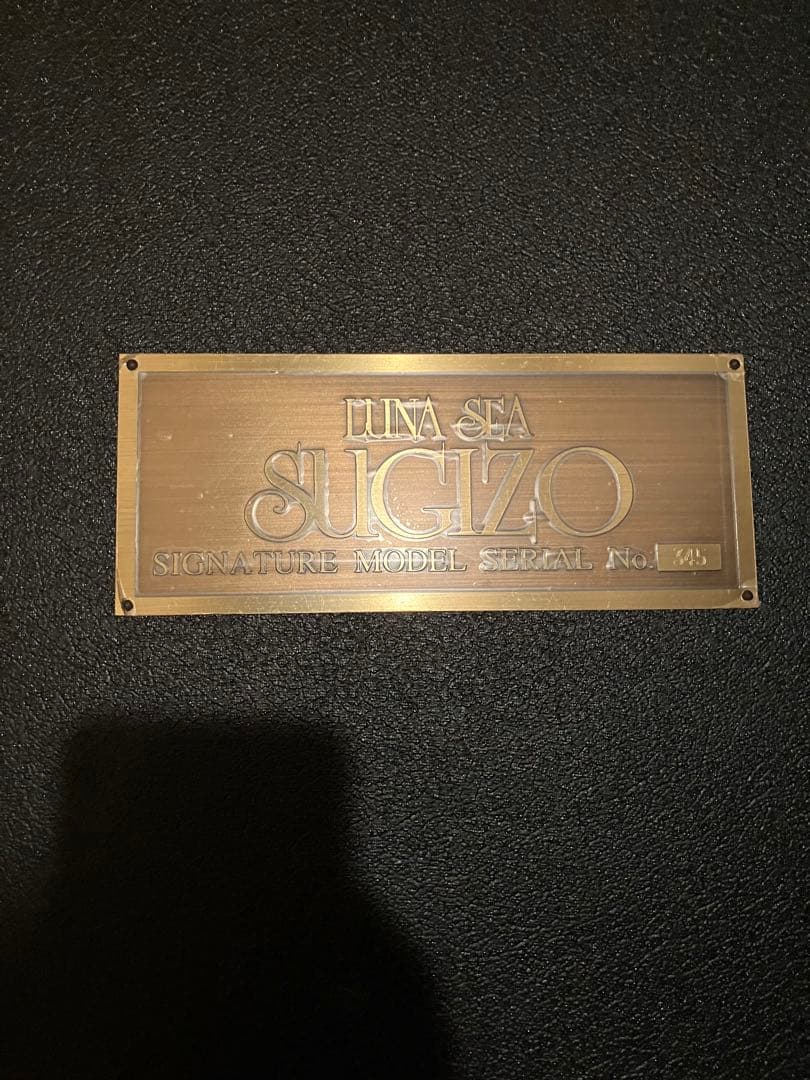 LUNA SEA
SUGIZO
SIGNATURE MODEL SERIAL No. 345